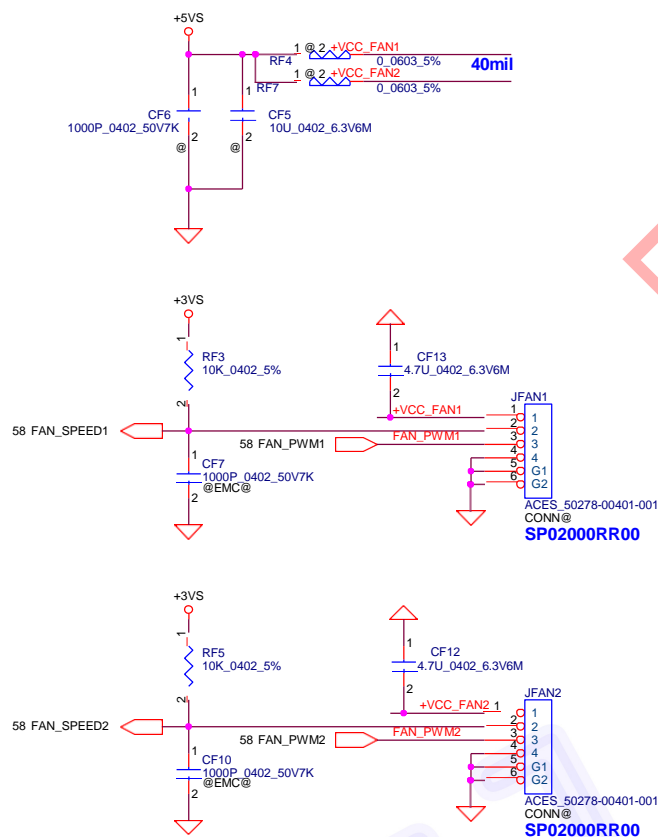 +5VS
1 @ 2 +VCC_FAN1
RF4 0_0603_5% 40mil
1 @ 2 +VCC_FAN2
RF7 0_0603_5%
1 1
CF6 CF5
1000P_0402_50V7K 10U_0402_6.3V6M
2 2
@ @
+3VS
1
RF3
10K_0402_5%
2
1
CF13
4.7U_0402_6.3V6M
2
+VCC_FAN1
JFAN1
1 1
58 FAN_SPEED1 2 2
58 FAN_PWM1 FAN_PWM1 3 3
4 4
5 G1
6 G2
1
CF7
1000P_0402_50V7K
@EMC@
2
ACES_50278-00401-001
CONN@
SP02000RR00
+3VS
1
RF5
10K_0402_5%
2
1
CF12
4.7U_0402_6.3V6M
2
+VCC_FAN2
JFAN2
1 1
58 FAN_SPEED2 2 2
58 FAN_PWM2 FAN_PWM2 3 3
4 4
5 G1
6 G2
1
CF10
1000P_0402_50V7K
@EMC@
2
ACES_50278-00401-001
CONN@
SP02000RR00